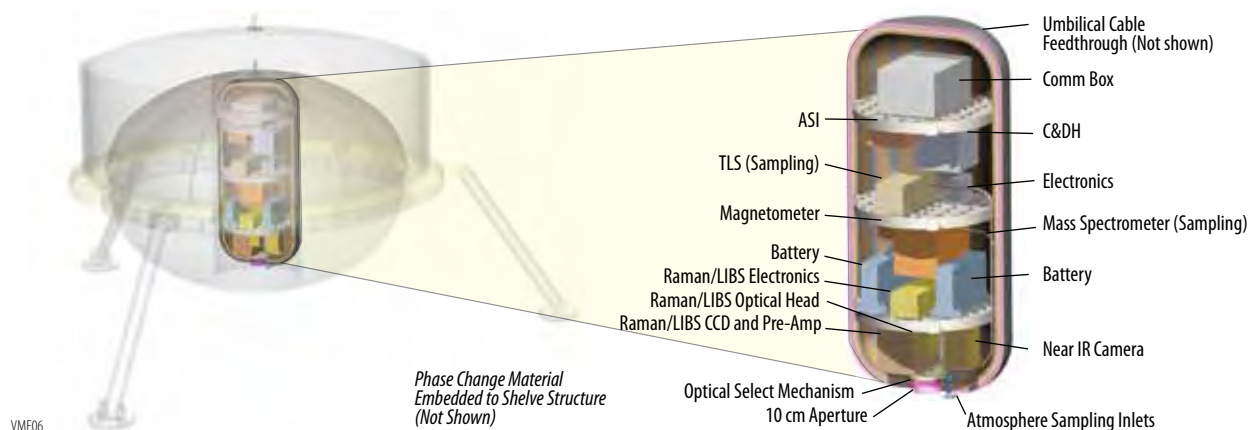 Umbilical Cable
Feedthrough (Not shown)
Comm Box
ASI
C&DH
TLS (Sampling)
Electronics
Magnetometer
Mass Spectrometer (Sampling)
Battery
Battery
Raman/LIBS Electronics
Raman/LIBS Optical Head
Raman/LIBS CCD and Pre-Amp
Near IR Camera
Phase Change Material
Embedded to Shelve Structure
(Not Shown)
Optical Select Mechanism
10 cm Aperture
Atmosphere Sampling Inlets
VME06